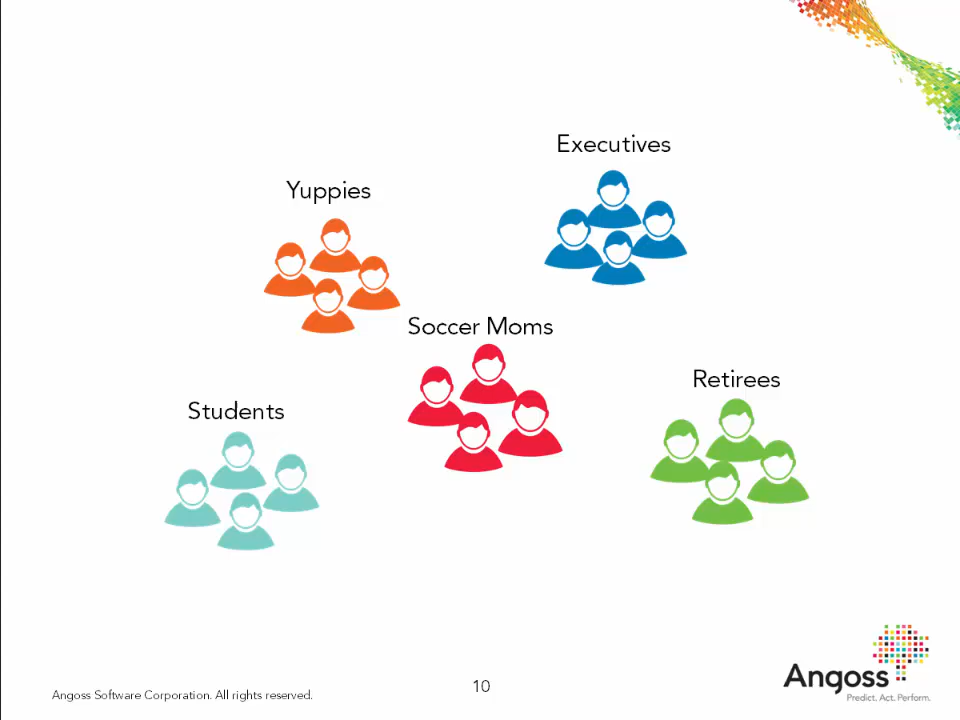 Executives
Yuppies
Soccer Moms
Retirees
Students
Angoss Software Corporation. All rights reserved.
10
Angoss
Predict. Act. Perform.